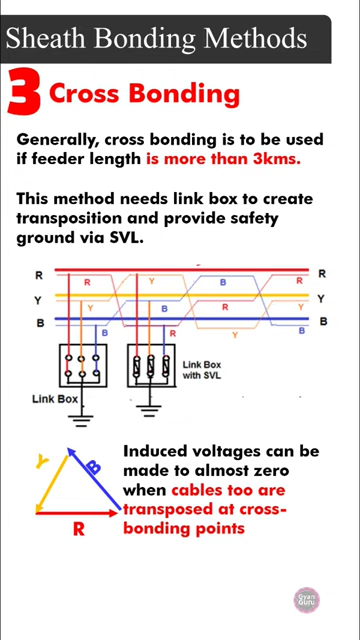 Sheath Bonding Methods
3 Cross Bonding
Generally, cross bonding is to be used
if feeder length is more than 3kms.
This method needs link box to create
transposition and provide safety
ground via SVL.
R R Y B R R
Y Y B R Y Y
B B R Y B B
Link Box
with SVL
Link Box
Y B
R
Induced voltages can be
made to almost zero
when cables too are
transposed at cross-
bonding points
Gyan
Guru